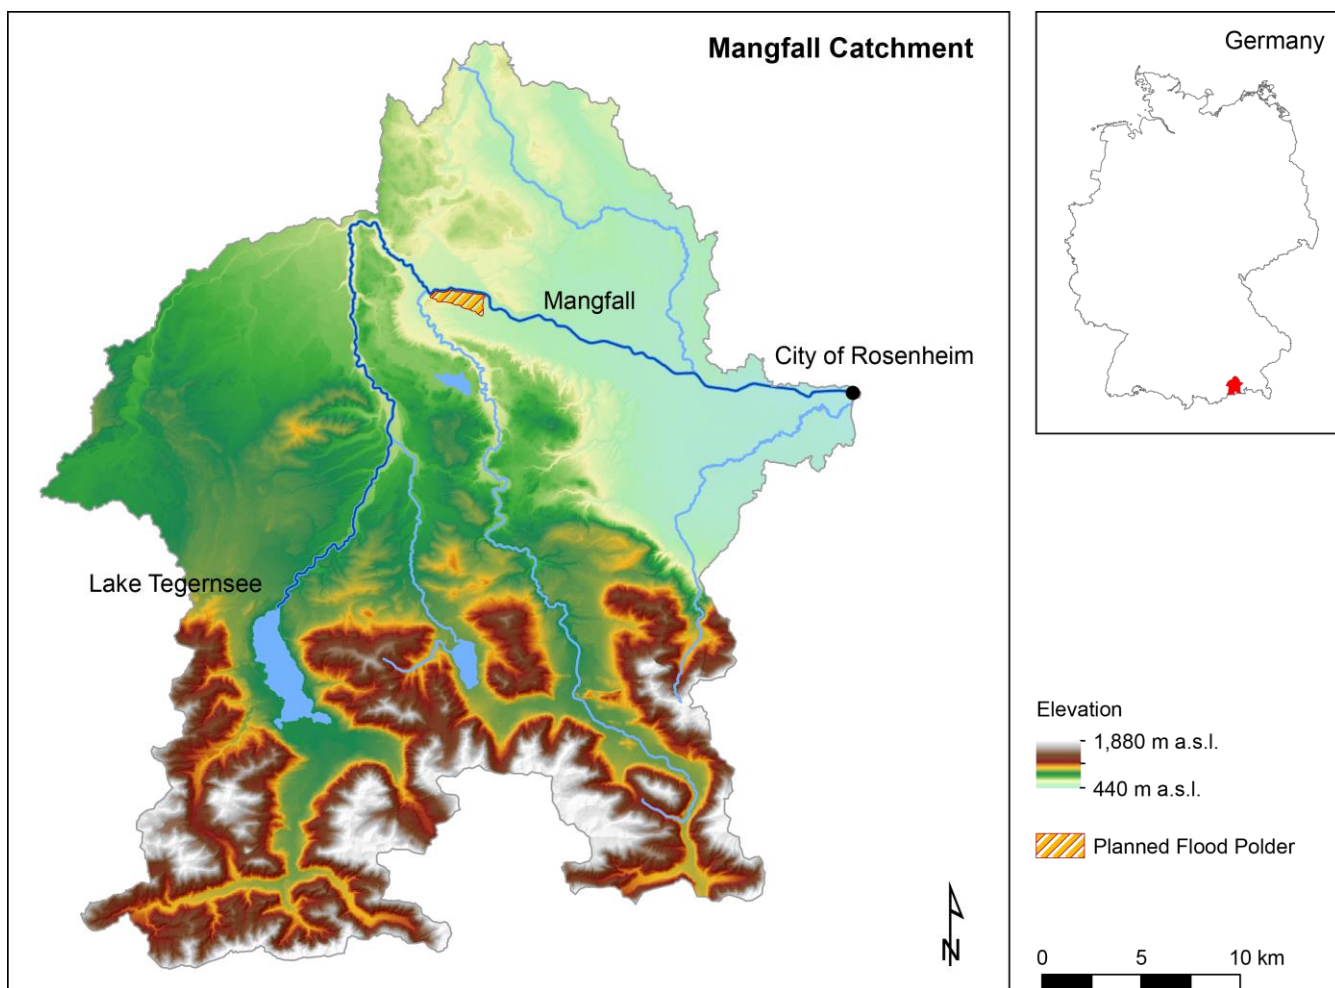 Mangfall Catchment
Germany
Mangfall
City of Rosenheim
Lake Tegernsee
Elevation
1,880 m a.s.l.
440 m a.s.l.
Planned Flood Polder
N
0 5 10 km